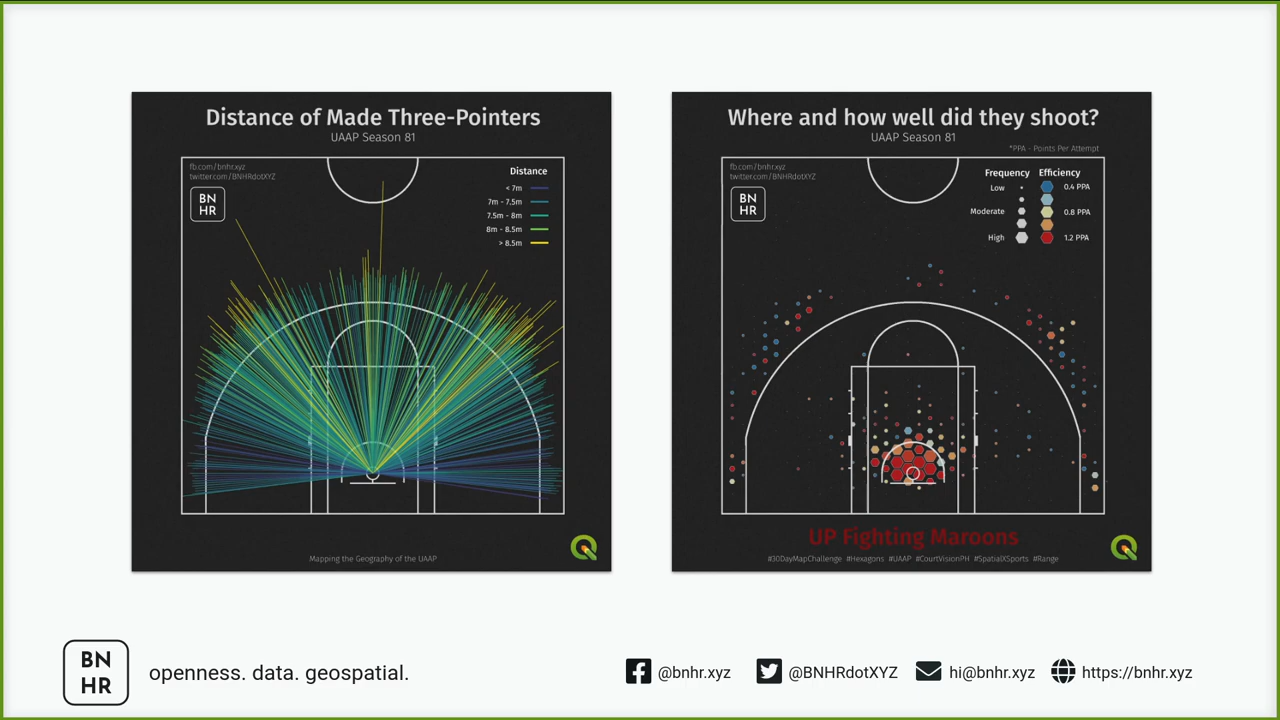 Distance of Made Three-Pointers
UAAP Season 81
fb.com/bnhr.xyz
twitter.com/BNHRdotXYZ
BN
HR
Distance
< 7m
7m - 7.5m
7.5m - 8m
8m - 8.5m
> 8.5m
Mapping the Geography of the UAAP
Where and how well did they shoot?
UAAP Season 81
*PPA - Points Per Attempt
fb.com/bnhr.xyz
twitter.com/BNHRdotXYZ
BN
HR
Frequency Efficiency
Low 0.4 PPA
Moderate 0.8 PPA
High 1.2 PPA
UP Fighting Maroons
#30DayMapChallenge #Hexagons #UAAP #CourtVisionPH #SpatialXSports #Range
BN
HR
openness. data. geospatial.
@bnhr.xyz @BNHRdotXYZ hi@bnhr.xyz https://bnhr.xyz